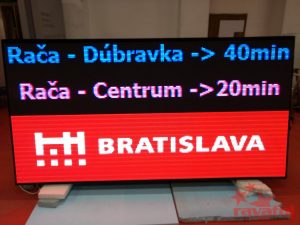 Rača - Dúbravka -> 40min
Rača - Centrum ->20min
BRATISLAVA